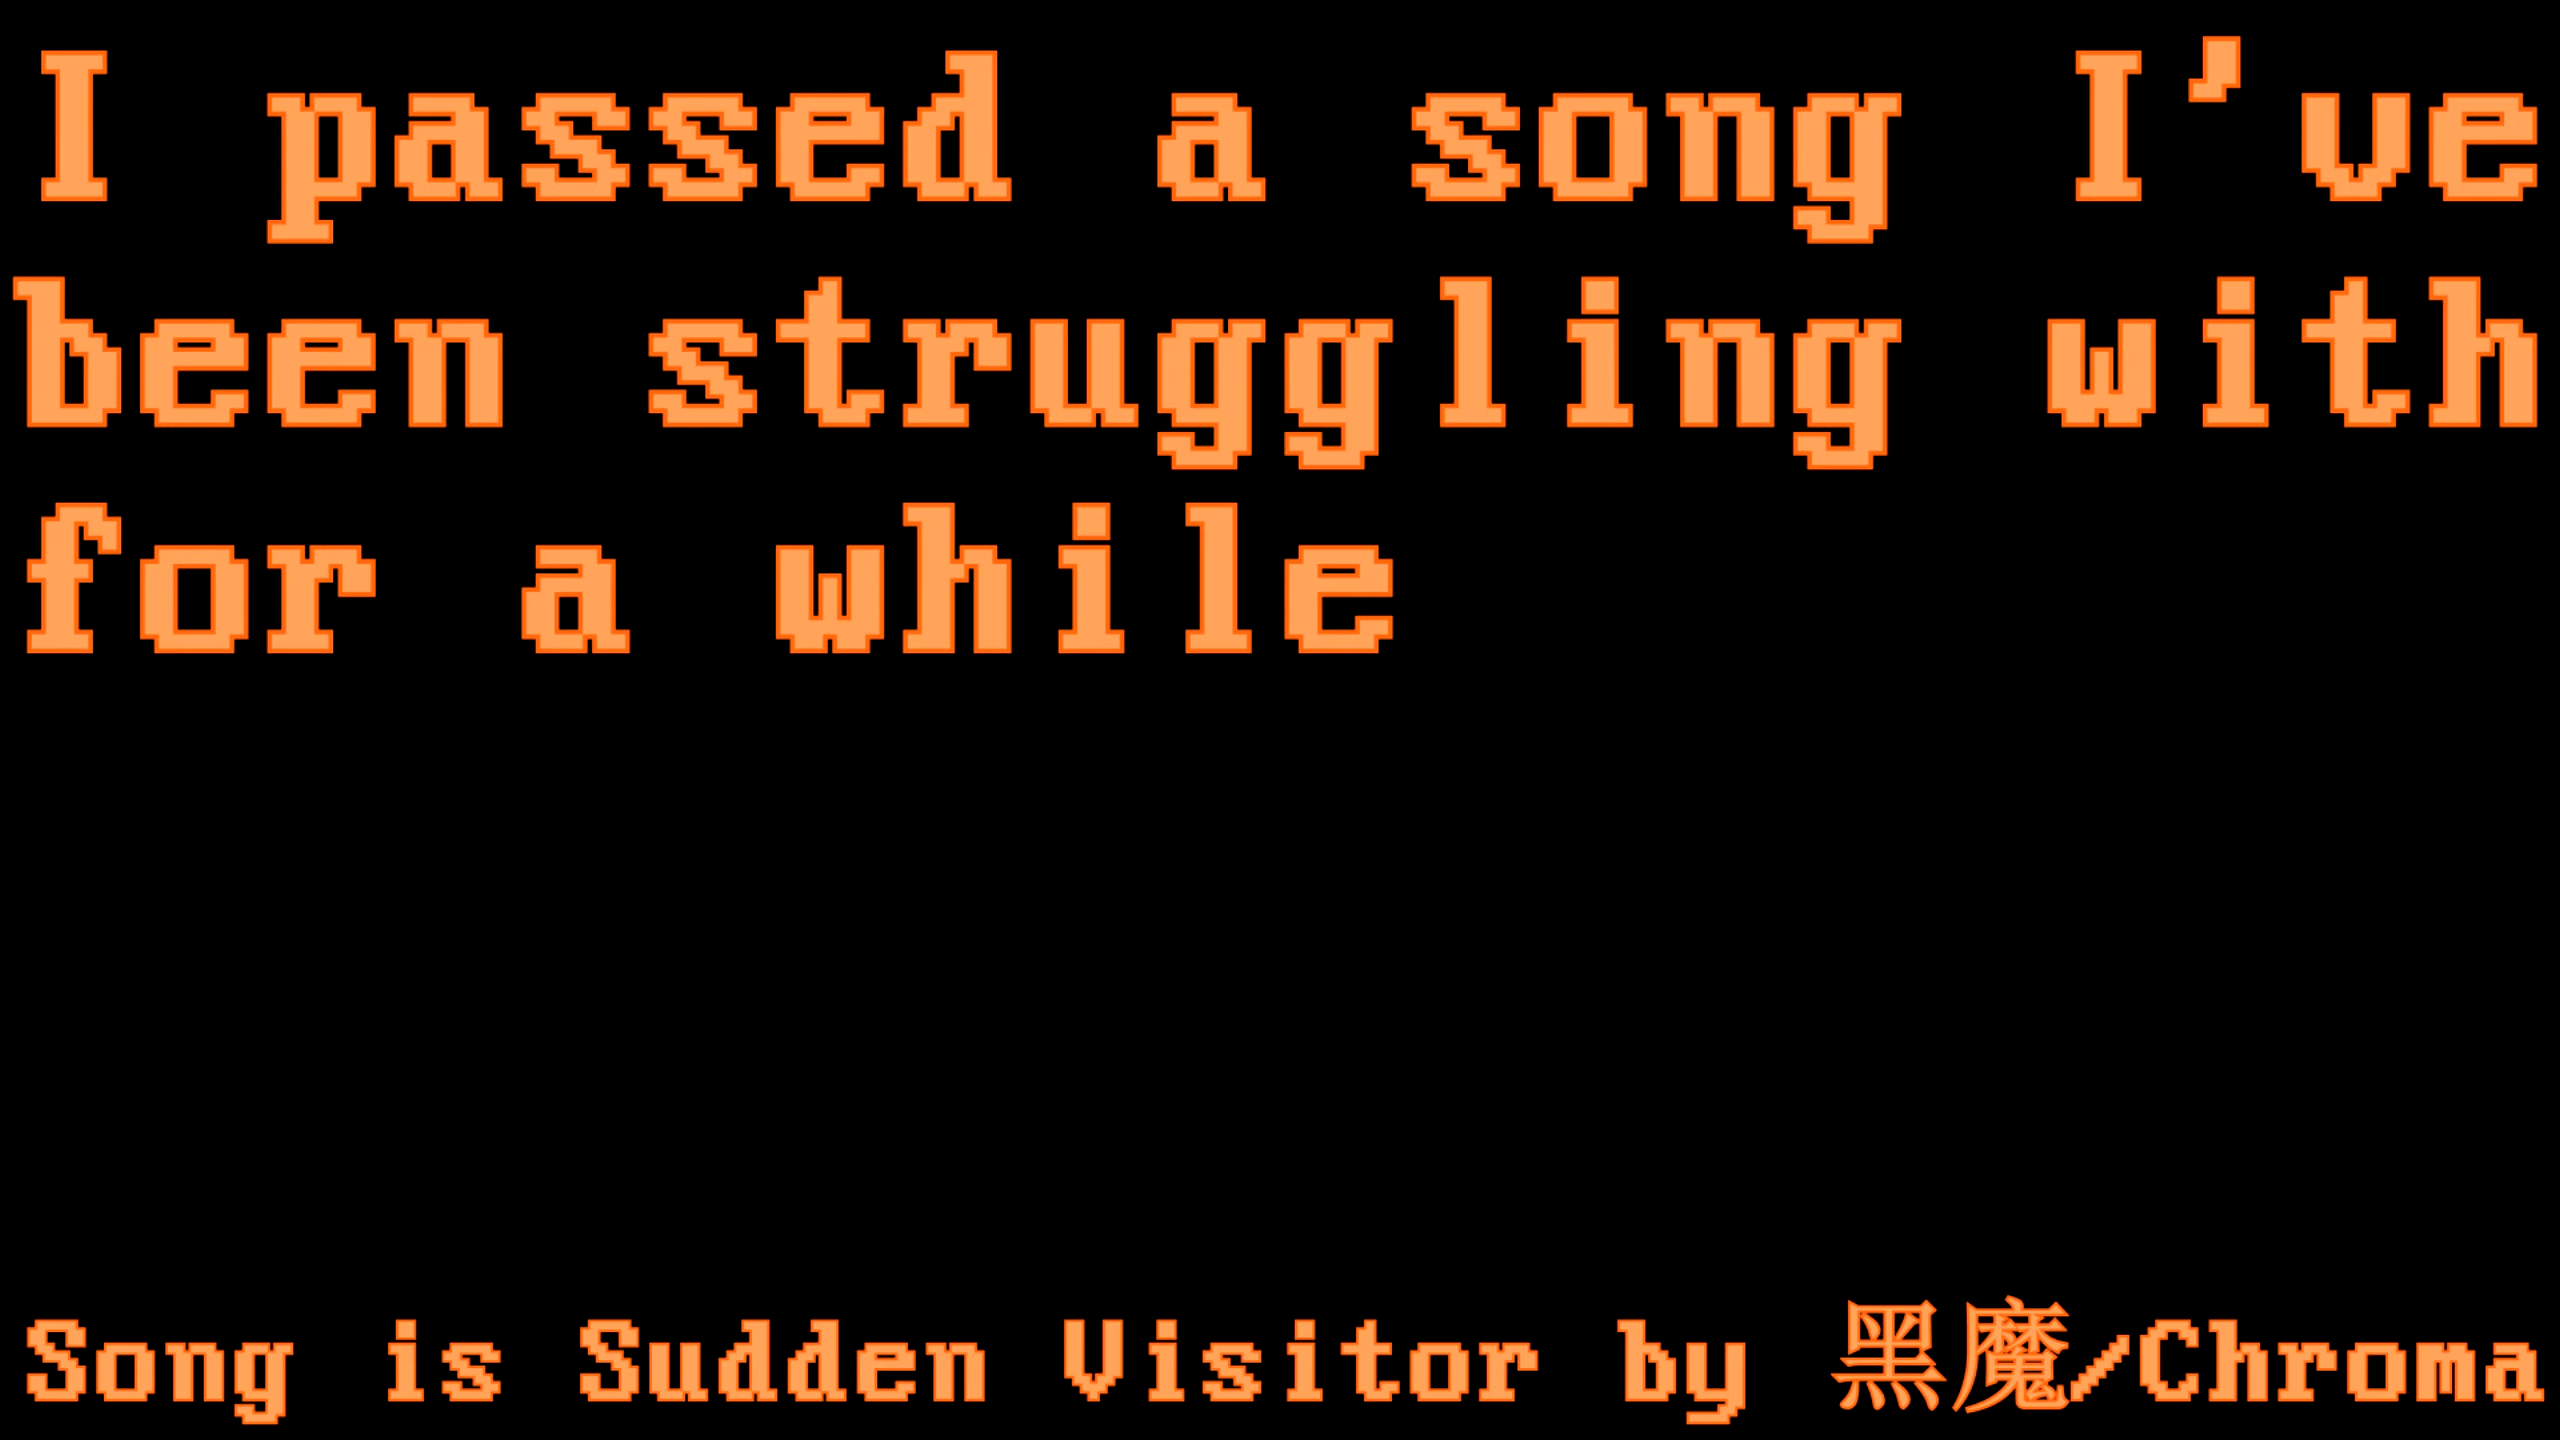 I passed a song I've
been struggling with
for a while
Song is Sudden Visitor by 黑魔/Chroma